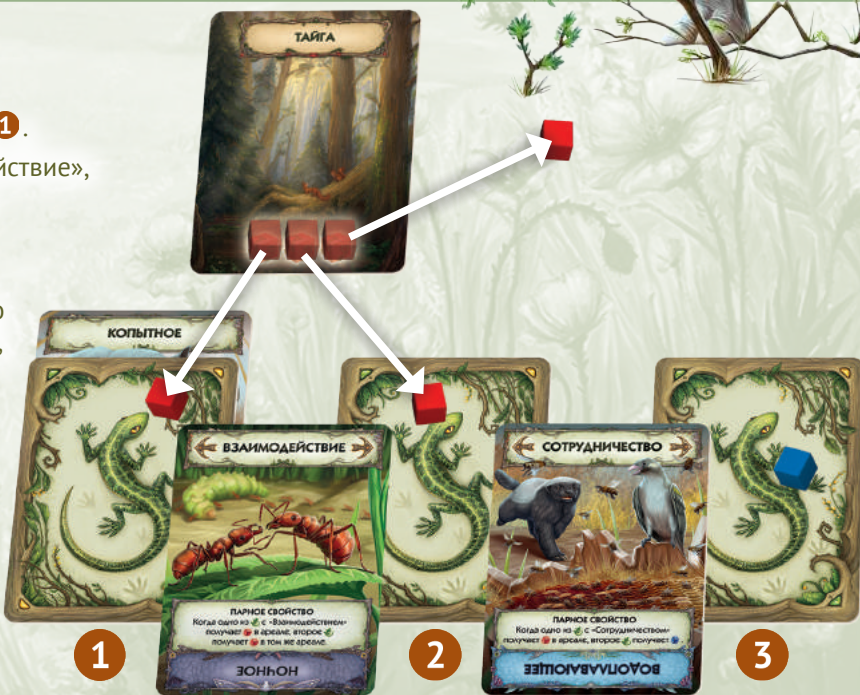 ТАЙГА
1.
йствие»,
о
,
КОПЫТНОЕ
ВЗАИМОДЕЙСТВИЕ
СОТРУДНИЧЕСТВО
ПАРНОЕ СВОЙСТВО
Когда одно из с «Взаимодействием»
получает в ареале, второе
получает в том же ареале.
НОЧНОЕ
ПАРНОЕ СВОЙСТВО
Когда одно из с «Сотрудничеством»
получает в ареале, второе получает .
ВОДОПЛАВАЮЩЕЕ
1
2
3